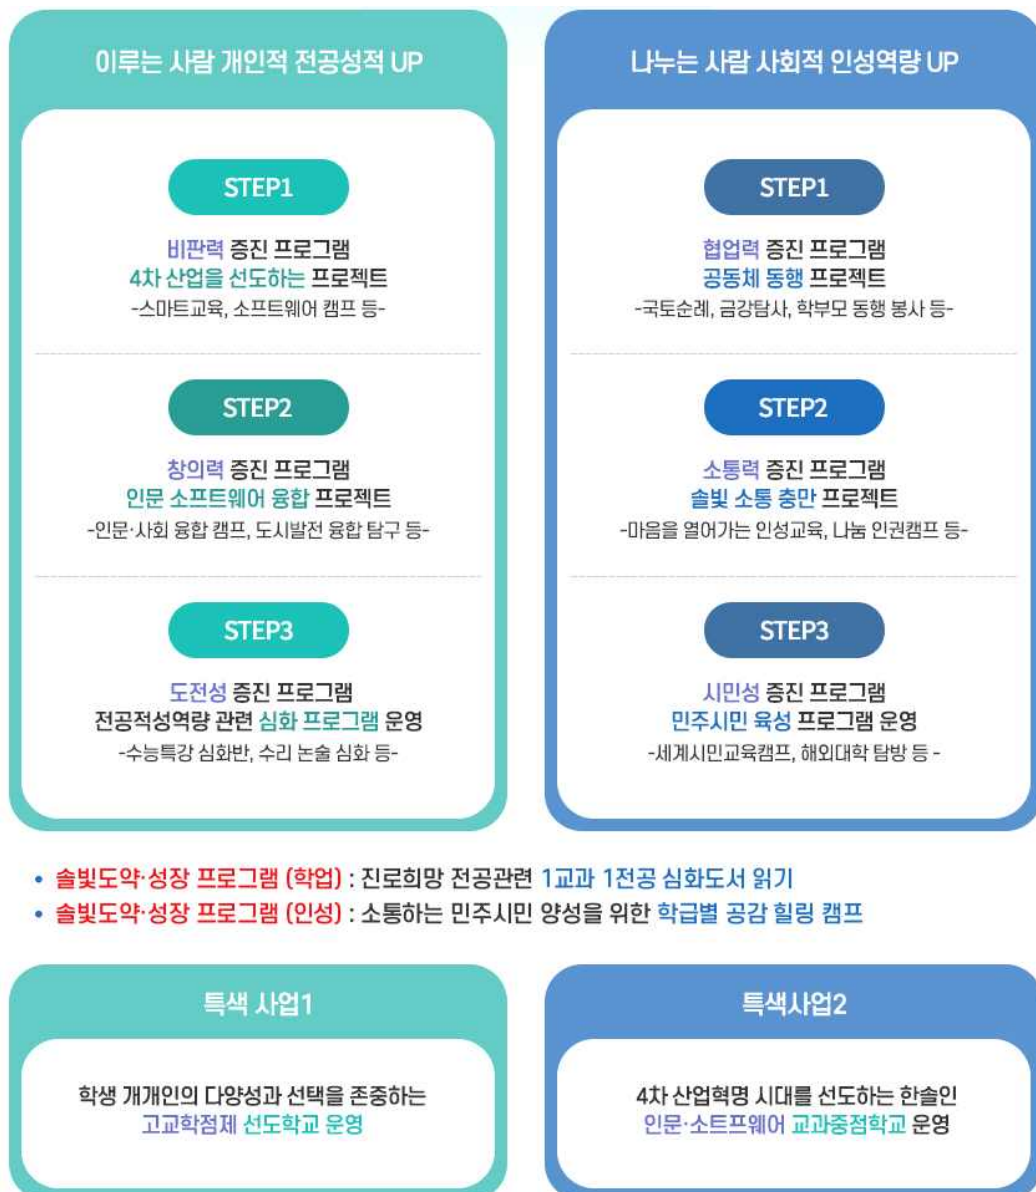 이루는 사람 개인적 전공성적 UP
STEP1
비판력 증진 프로그램
4차 산업을 선도하는 프로젝트
-스마트교육, 소프트웨어 캠프 등-
STEP2
창의력 증진 프로그램
인문 소프트웨어 융합 프로젝트
-인문·사회 융합 캠프, 도시발전 융합 탐구 등-
STEP3
도전성 증진 프로그램
전공적성역량 관련 심화 프로그램 운영
-수능특강 심화반, 수리 논술 심화 등-
나누는 사람 사회적 인성역량 UP
STEP1
협업력 증진 프로그램
공동체 동행 프로젝트
-국토순례, 금강탐사, 학부모 동행 봉사 등-
STEP2
소통력 증진 프로그램
솔빛 소통 충만 프로젝트
-마음을 열어가는 인성교육, 나눔 인권캠프 등-
STEP3
시민성 증진 프로그램
민주시민 육성 프로그램 운영
-세계시민교육캠프, 해외대학 탐방 등 -
• 솔빛도약·성장 프로그램 (학업) : 진로희망 전공관련 1교과 1전공 심화도서 읽기
• 솔빛도약·성장 프로그램 (인성) : 소통하는 민주시민 양성을 위한 학급별 공감 힐링 캠프
특색 사업1
학생 개개인의 다양성과 선택을 존중하는
고교학점제 선도학교 운영
특색사업2
4차 산업혁명 시대를 선도하는 한솔인
인문·소트프웨어 교과중점학교 운영